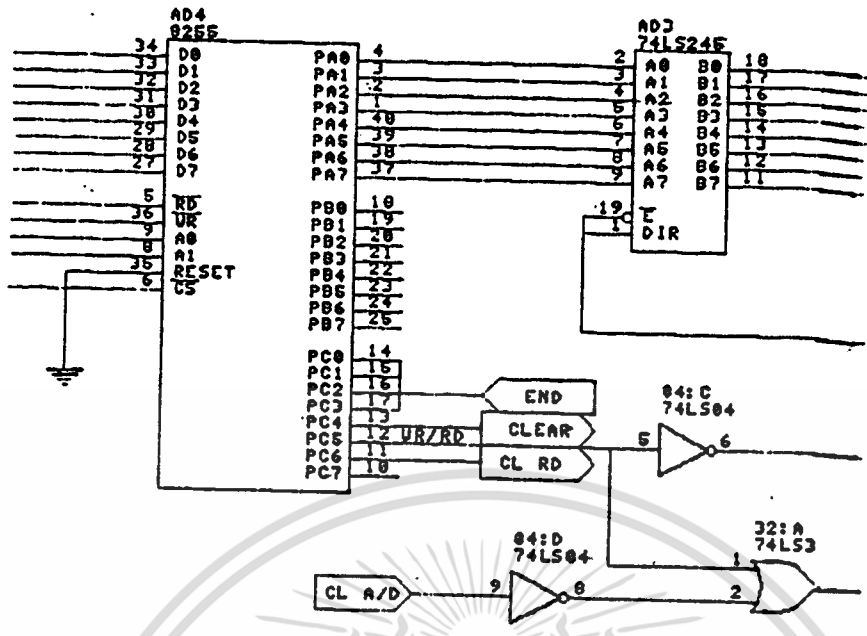 AD4
8255
34 D0 PA0 4
33 D1 PA1 3
32 D2 PA2 2
31 D3 PA3 1
30 D4 PA4 40
29 D5 PA5 39
28 D6 PA6 38
27 D7 PA7 37
5 RD
36 WR
9 A0
8 A1
35 RESET
6 CS
PB0 18
PB1 19
PB2 20
PB3 21
PB4 22
PB5 23
PB6 24
PB7 25
PC0 14
PC1 15
PC2 16
PC3 17
PC4 13
PC5 12
PC6 11
PC7 10
AD3
74LS245
2 A0 B0 18
3 A1 B1 17
4 A2 B2 16
5 A3 B3 15
6 A4 B4 14
7 A5 B5 13
8 A6 B6 12
9 A7 B7 11
19 E
1 DIR
END
CLEAR
WR/RD
CL RD
04:C
74LS04
5 6
04:D
74LS04
CL A/D
9 8
32:A
74LS3
1
2